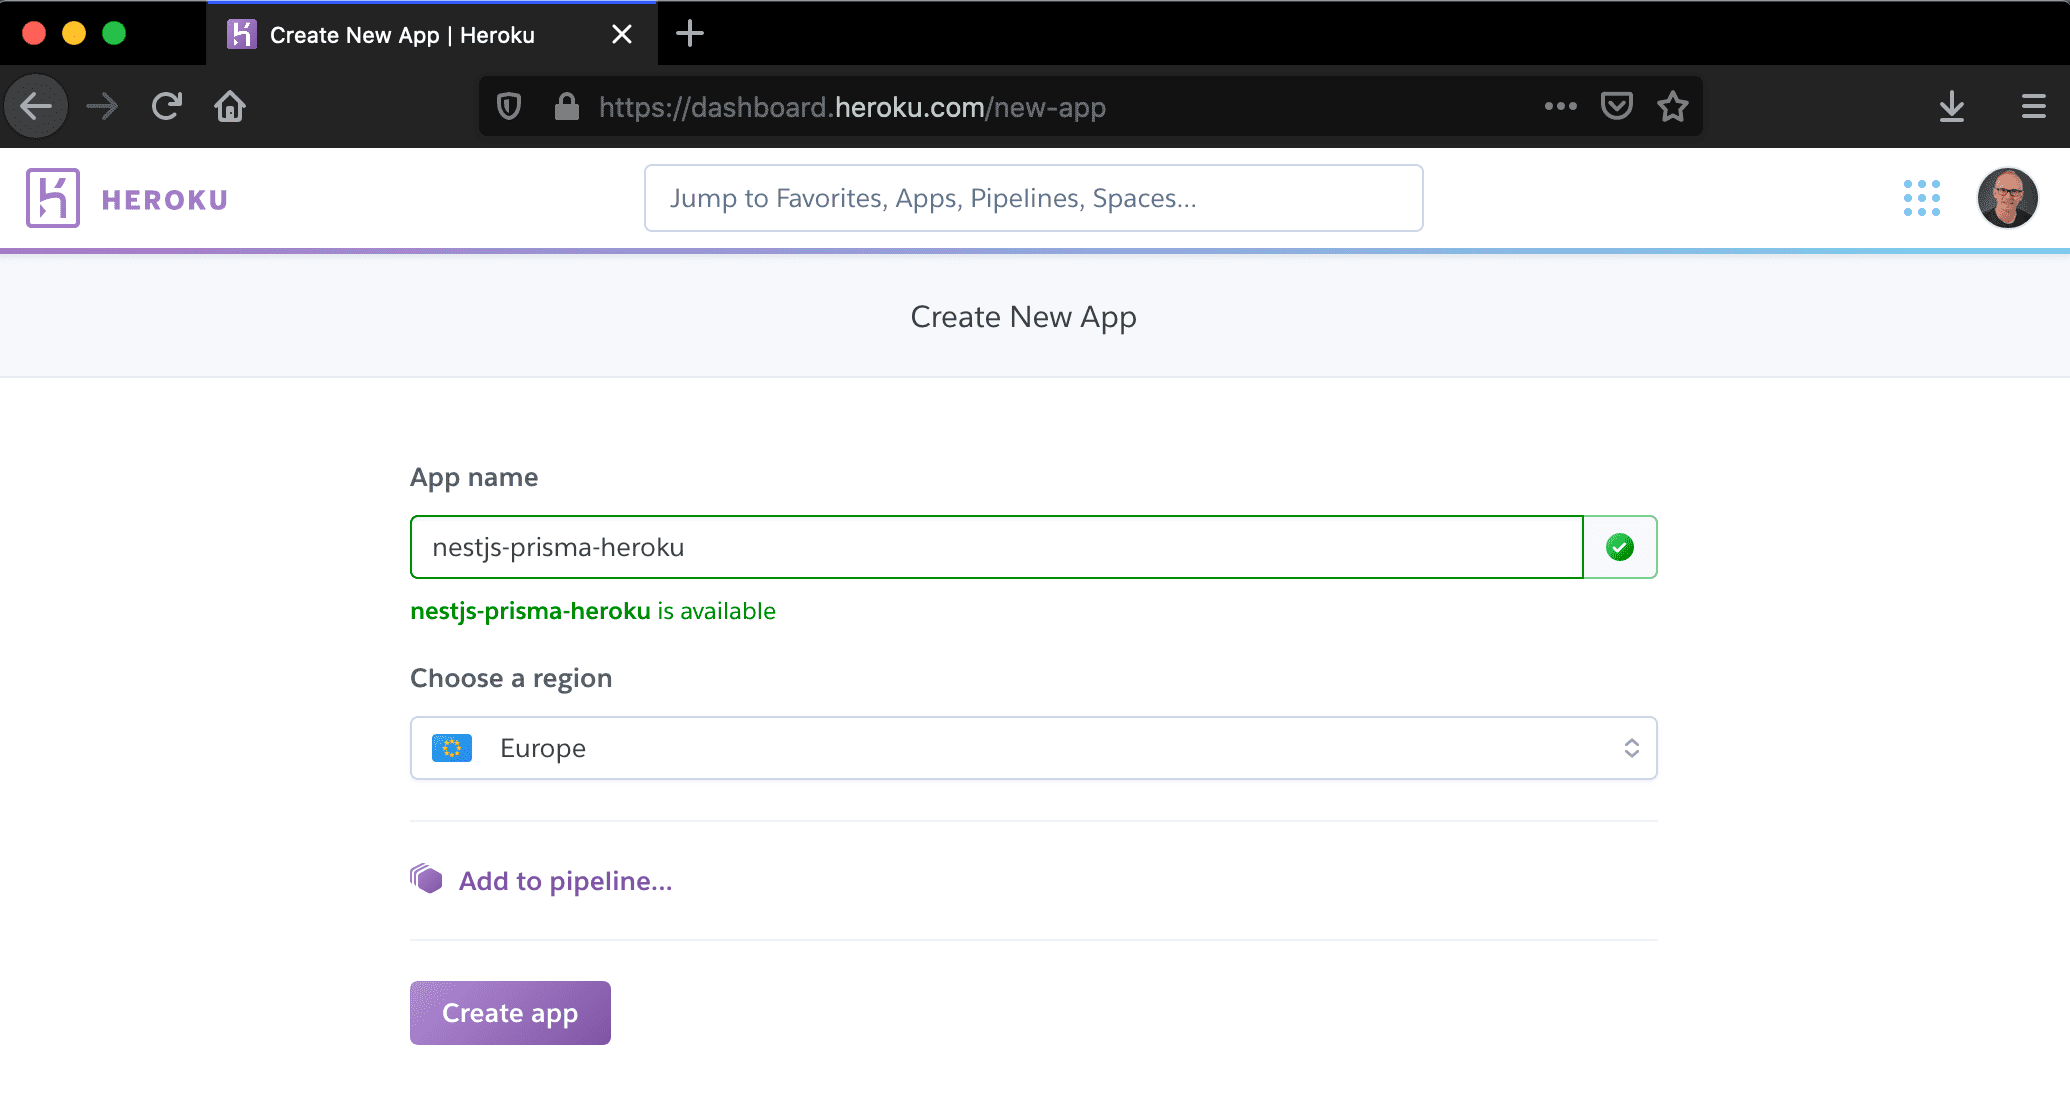 Create New App | Heroku
https://dashboard.heroku.com/new-app
HEROKU
Jump to Favorites, Apps, Pipelines, Spaces...
Create New App
App name
nestjs-prisma-heroku
nestjs-prisma-heroku is available
Choose a region
Europe
Add to pipeline...
Create app